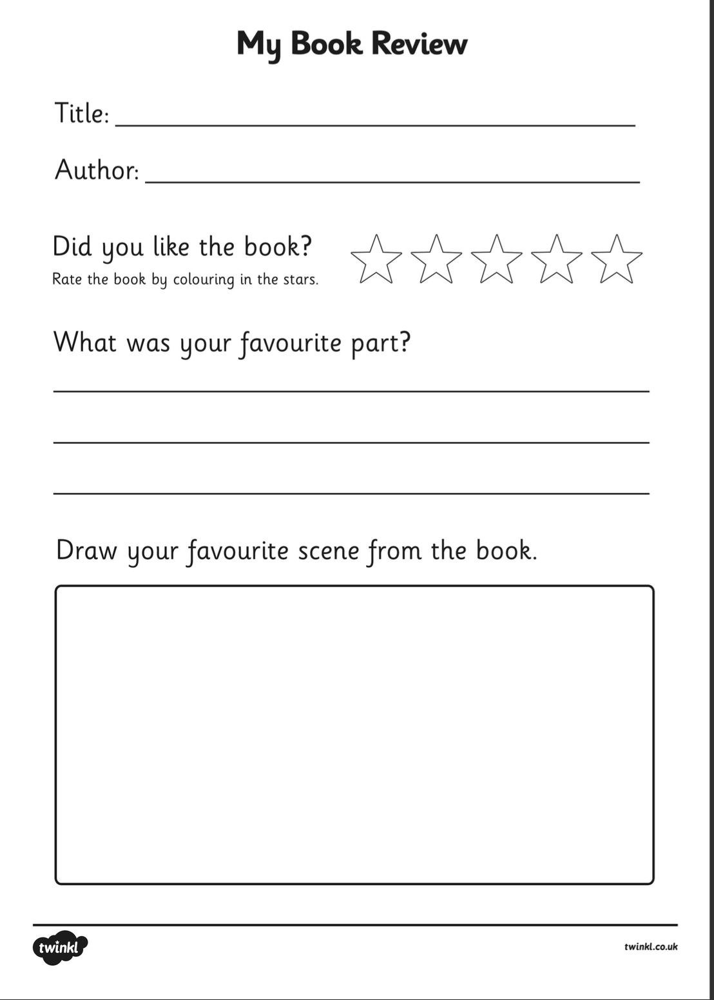 My Book Review
Title:
Author:
Did you like the book?
Rate the book by colouring in the stars.
What was your favourite part?
Draw your favourite scene from the book.
twinkl
twinkl.co.uk